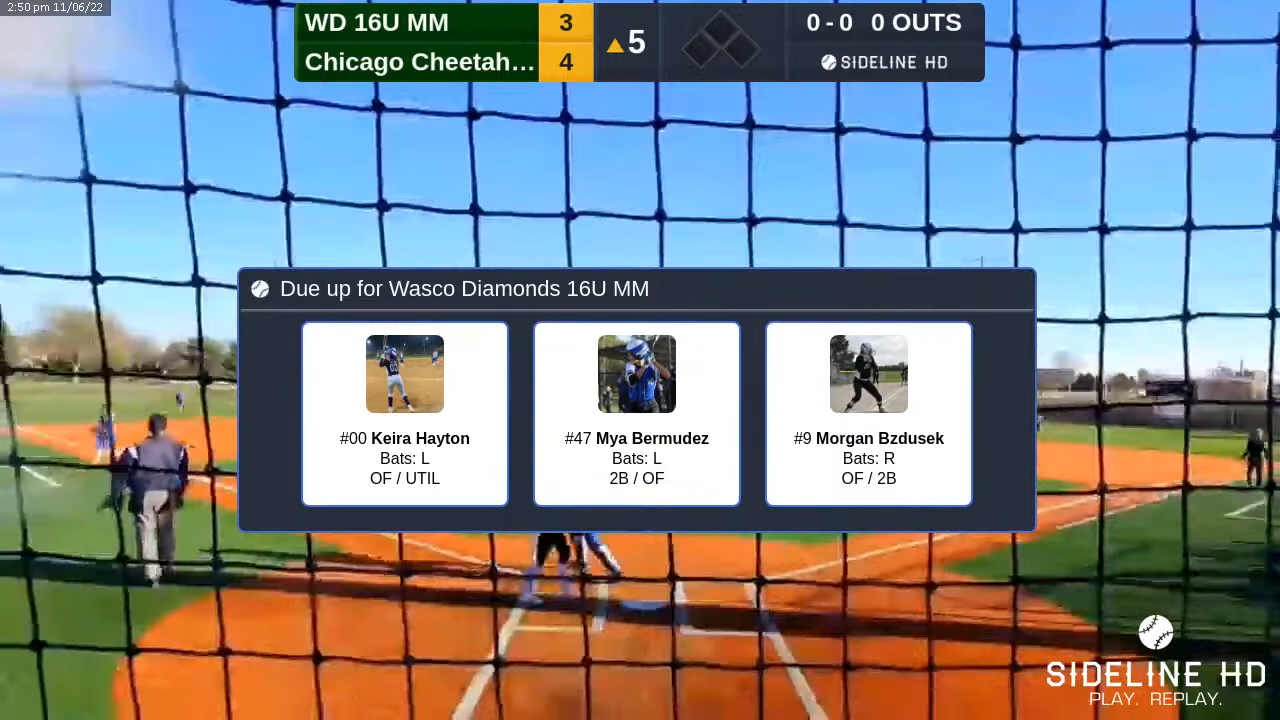 2:50 pm 11/06/22
WD 16U MM 3
Chicago Cheetah... 4
▲5
0 - 0 0 OUTS
SIDELINE HD
Due up for Wasco Diamonds 16U MM
#00 Keira Hayton
Bats: L
OF / UTIL
#47 Mya Bermudez
Bats: L
2B / OF
#9 Morgan Bzdusek
Bats: R
OF / 2B
SIDELINE HD
PLAY. REPLAY.